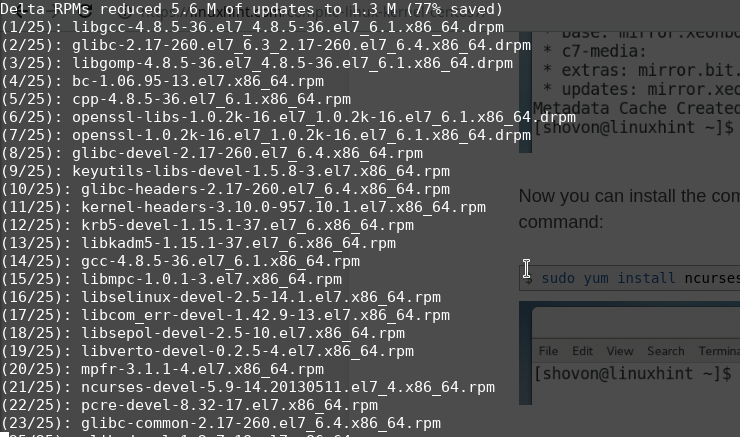 Delta RPMs reduced 5.6 M of updates to 1.3 M (77% saved)
(1/25): libgcc-4.8.5-36.el7_4.8.5-36.el7_6.1.x86_64.drpm
(2/25): glibc-2.17-260.el7_6.3_2.17-260.el7_6.4.x86_64.drpm
(3/25): libgomp-4.8.5-36.el7_4.8.5-36.el7_6.1.x86_64.drpm
(4/25): bc-1.06.95-13.el7.x86_64.rpm
(5/25): cpp-4.8.5-36.el7_6.1.x86_64.rpm
(6/25): openssl-libs-1.0.2k-16.el7_1.0.2k-16.el7_6.1.x86_64.drpm
(7/25): openssl-1.0.2k-16.el7_1.0.2k-16.el7_6.1.x86_64.drpm
(8/25): glibc-devel-2.17-260.el7_6.4.x86_64.rpm
(9/25): keyutils-libs-devel-1.5.8-3.el7.x86_64.rpm
(10/25): glibc-headers-2.17-260.el7_6.4.x86_64.rpm
(11/25): kernel-headers-3.10.0-957.10.1.el7.x86_64.rpm
(12/25): krb5-devel-1.15.1-37.el7_6.x86_64.rpm
(13/25): libkadm5-1.15.1-37.el7_6.x86_64.rpm
(14/25): gcc-4.8.5-36.el7_6.1.x86_64.rpm
(15/25): libmpc-1.0.1-3.el7.x86_64.rpm
(16/25): libselinux-devel-2.5-14.1.el7.x86_64.rpm
(17/25): libcom_err-devel-1.42.9-13.el7.x86_64.rpm
(18/25): libsepol-devel-2.5-10.el7.x86_64.rpm
(19/25): libverto-devel-0.2.5-4.el7.x86_64.rpm
(20/25): mpfr-3.1.1-4.el7.x86_64.rpm
(21/25): ncurses-devel-5.9-14.20130511.el7_4.x86_64.rpm
(22/25): pcre-devel-8.32-17.el7.x86_64.rpm
(23/25): glibc-common-2.17-260.el7_6.4.x86_64.rpm
* base: mirror.xeonbo
* c7-media:
* extras: mirror.bit.
* updates: mirror.xeo
Metadata Cache Created
[shovon@linuxhint ~]$
Now you can install the com
command:
$ sudo yum install ncurses
File Edit View Search Termina
[shovon@linuxhint ~]$